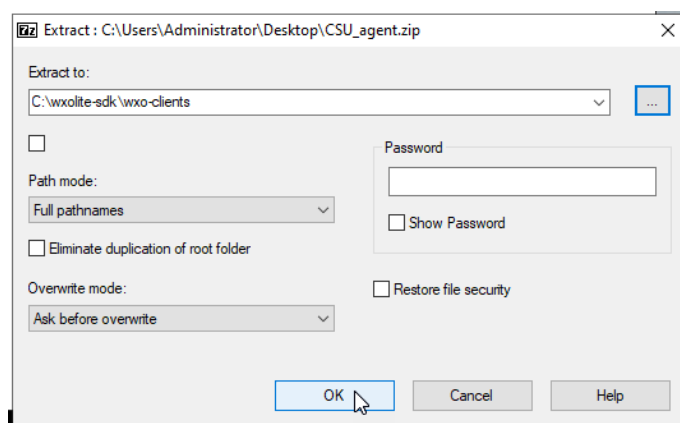 7z Extract : C:\Users\Administrator\Desktop\CSU_agent.zip
Extract to:
C:\wxolite-sdk\wxo-clients
...
Password
Path mode:
Full pathnames
Show Password
Eliminate duplication of root folder
Overwrite mode:
Restore file security
Ask before overwrite
OK
Cancel
Help